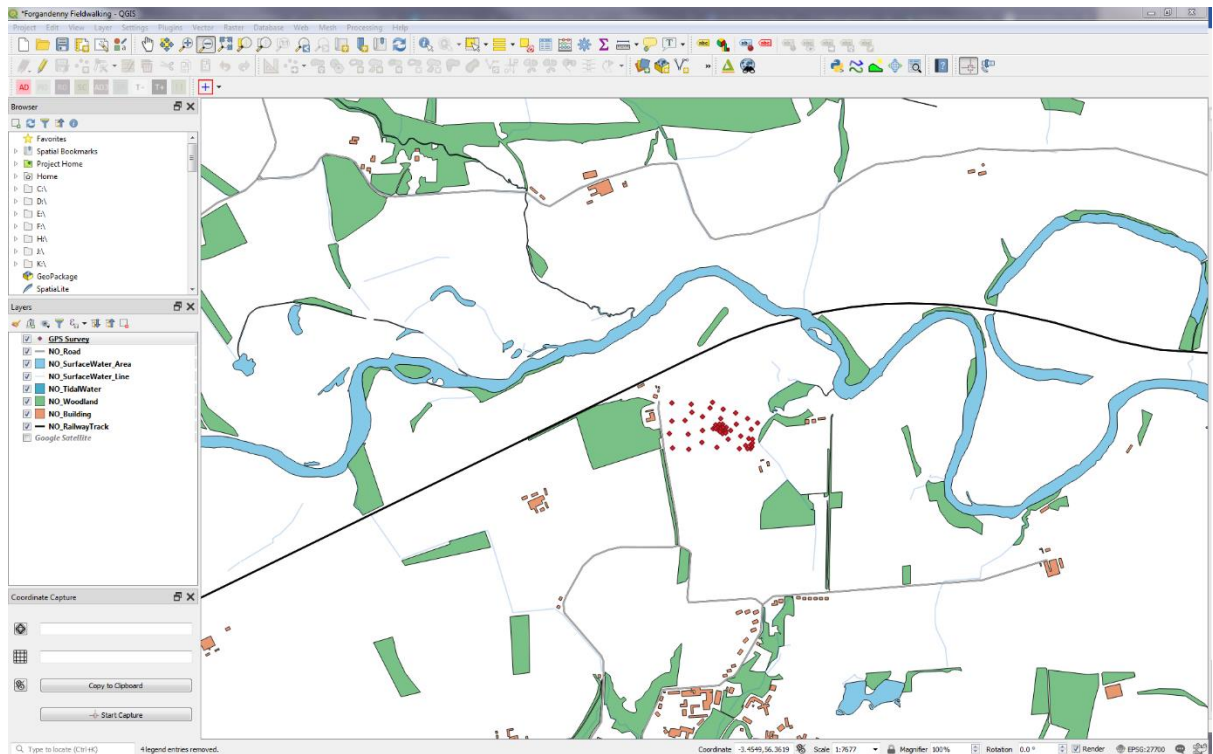 *Forgandenny Fieldwalking - QGIS
Project Edit View Layer Settings Plugins Vector Raster Database Web Mesh Processing Help
Browser
Favorites
Spatial Bookmarks
Project Home
Home
C:\
D:\
E:\
F:\
H:\
J:\
K:\
GeoPackage
SpatiaLite
Layers
GPS Survey
NO_Road
NO_SurfaceWater_Area
NO_SurfaceWater_Line
NO_TidalWater
NO_Woodland
NO_Building
NO_RailwayTrack
Google Satellite
Coordinate Capture
Copy to Clipboard
Start Capture
Type to locate (Ctrl+K) 4 legend entries removed. Coordinate -3.4549,56.3619 Scale 1:7677 Magnifier 100% Rotation 0.0 ° Render EPSG:27700